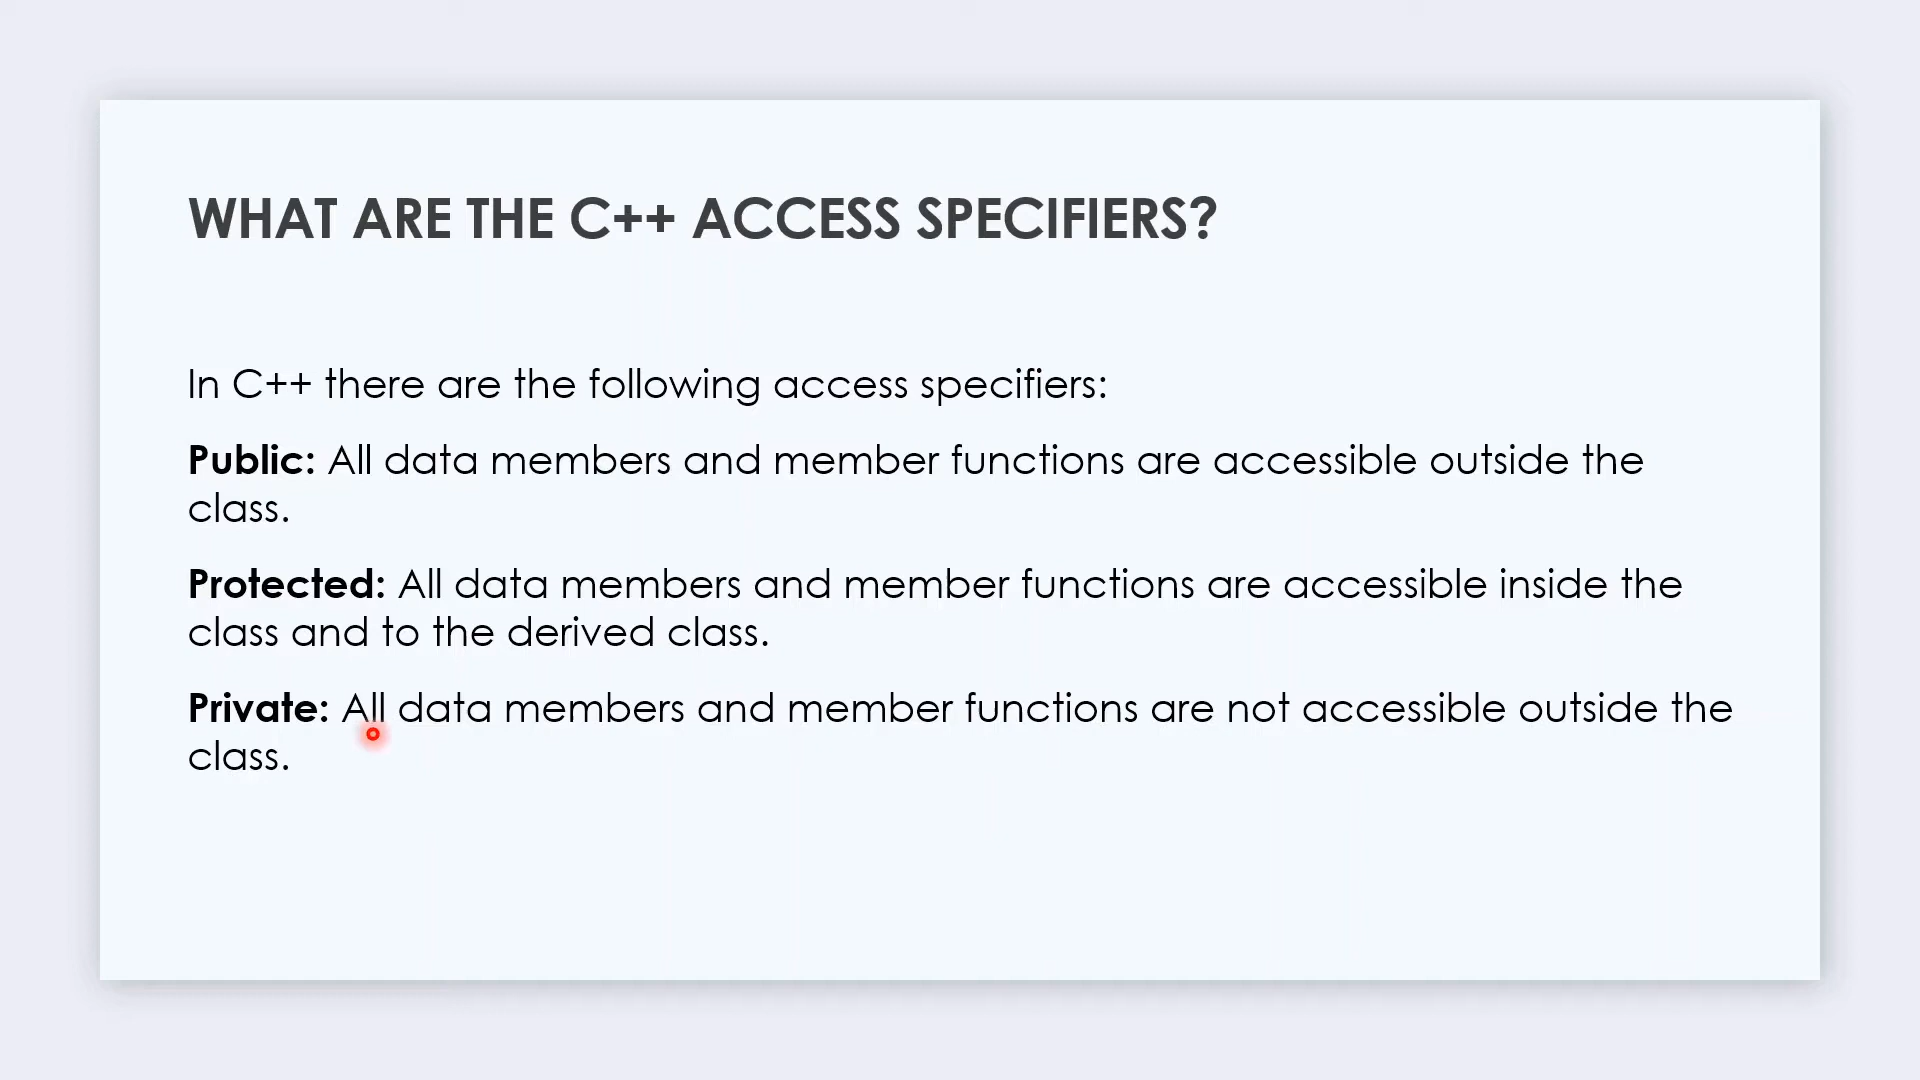 WHAT ARE THE C++ ACCESS SPECIFIERS?
In C++ there are the following access specifiers:
Public: All data members and member functions are accessible outside the
class.
Protected: All data members and member functions are accessible inside the
class and to the derived class.
Private: All data members and member functions are not accessible outside the
class.